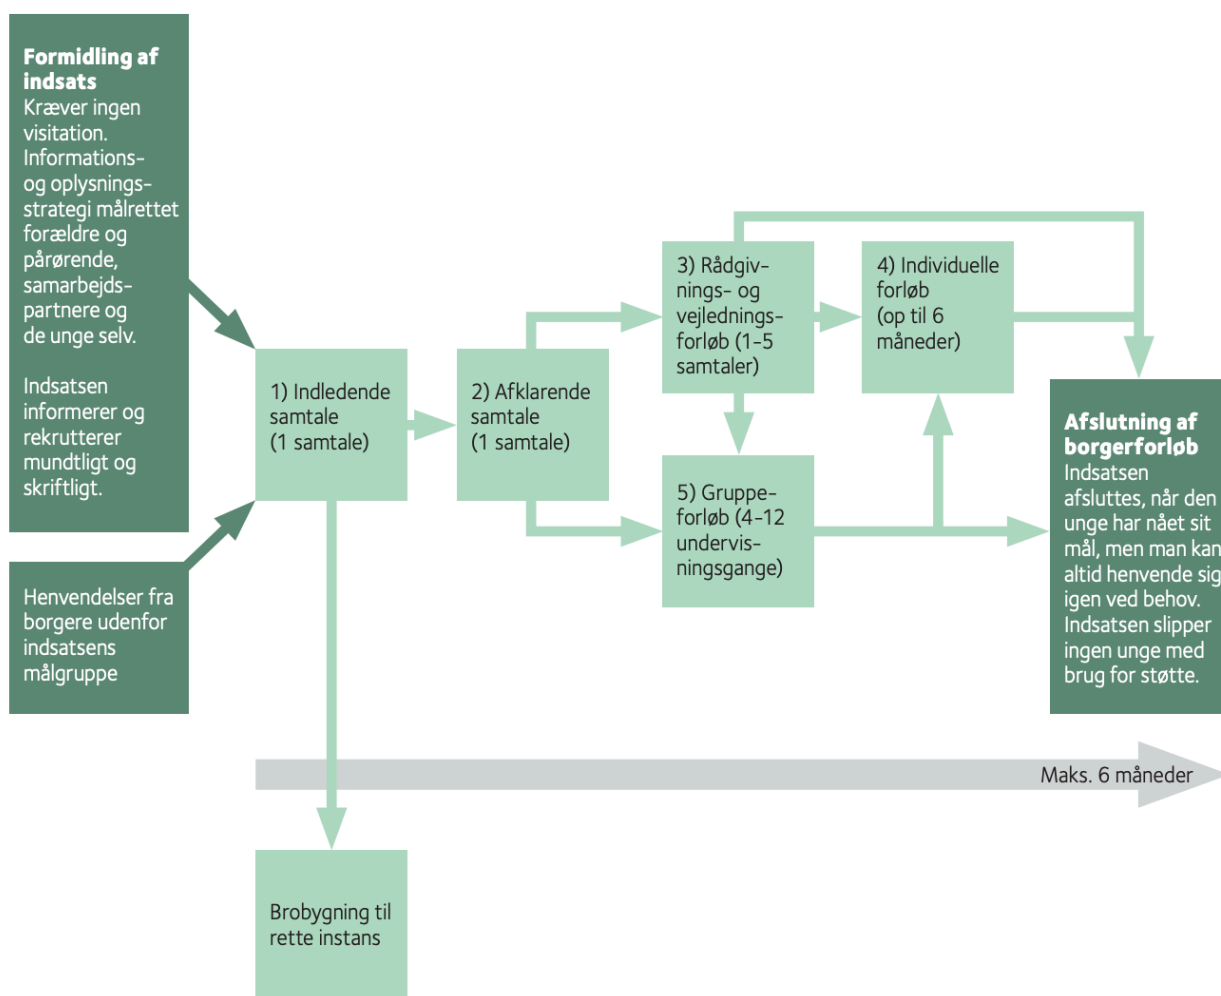 Formidling af
indsats
Kræver ingen
visitation.
Informations-
og oplysnings-
strategi målrettet
forældre og
pårørende,
samarbejds-
partnere og
de unge selv.
Indsatsen
informerer og
rekrutterer
mundtligt og
skriftligt.
Henvendelser fra
borgere udenfor
indsatsens
målgruppe
1) Indledende
samtale
(1 samtale)
2) Afklarende
samtale
(1 samtale)
3) Rådgiv-
nings- og
vejlednings-
forløb (1-5
samtaler)
4) Individuelle
forløb
(op til 6
måneder)
5) Gruppe-
forløb (4-12
undervis-
ningsgange)
Afslutning af
borgerforløb
Indsatsen
afsluttes, når den
unge har nået sit
mål, men man kan
altid henvende sig
igen ved behov.
Indsatsen slipper
ingen unge med
brug for støtte.
Maks. 6 måneder
Brobygning til
rette instans